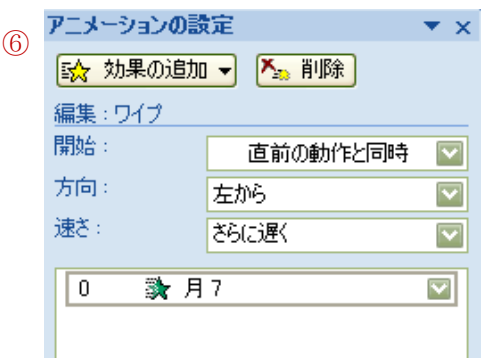 ⑥
アニメーションの設定
効果の追加
削除
編集：ワイプ
開始： 直前の動作と同時
方向： 左から
速さ： さらに遅く
0 月 7